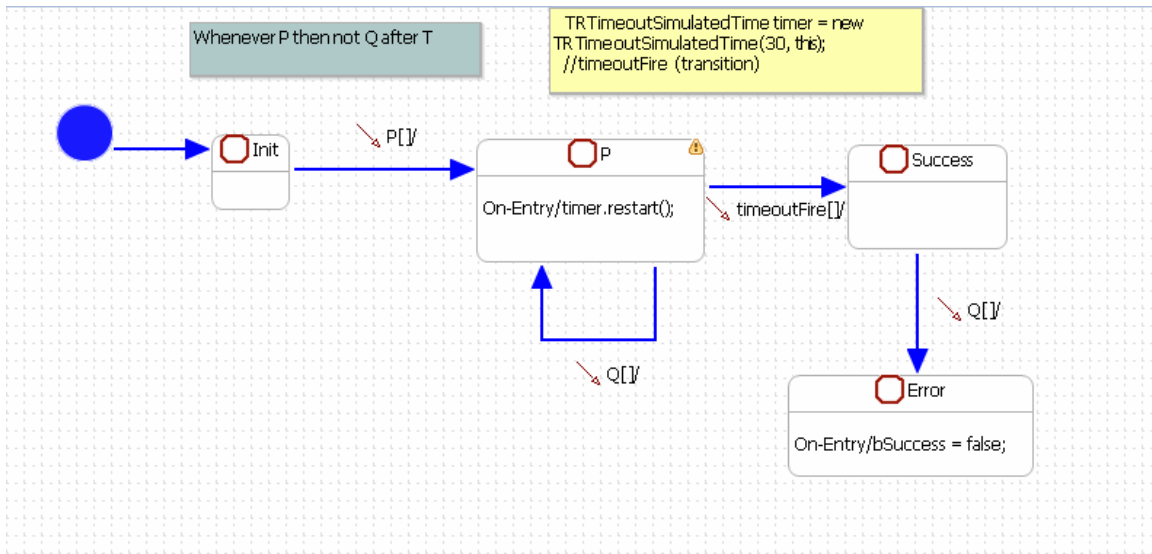 Whenever P then not Q after T
TRTimeoutSimulatedTime timer = new
TRTimeoutSimulatedTime(30, this);
//timeoutFire (transition)
Init
P[]/
P
On-Entry/timer.restart();
Q[]/
timeoutFire[]/
Success
Q[]/
Error
On-Entry/bSuccess = false;